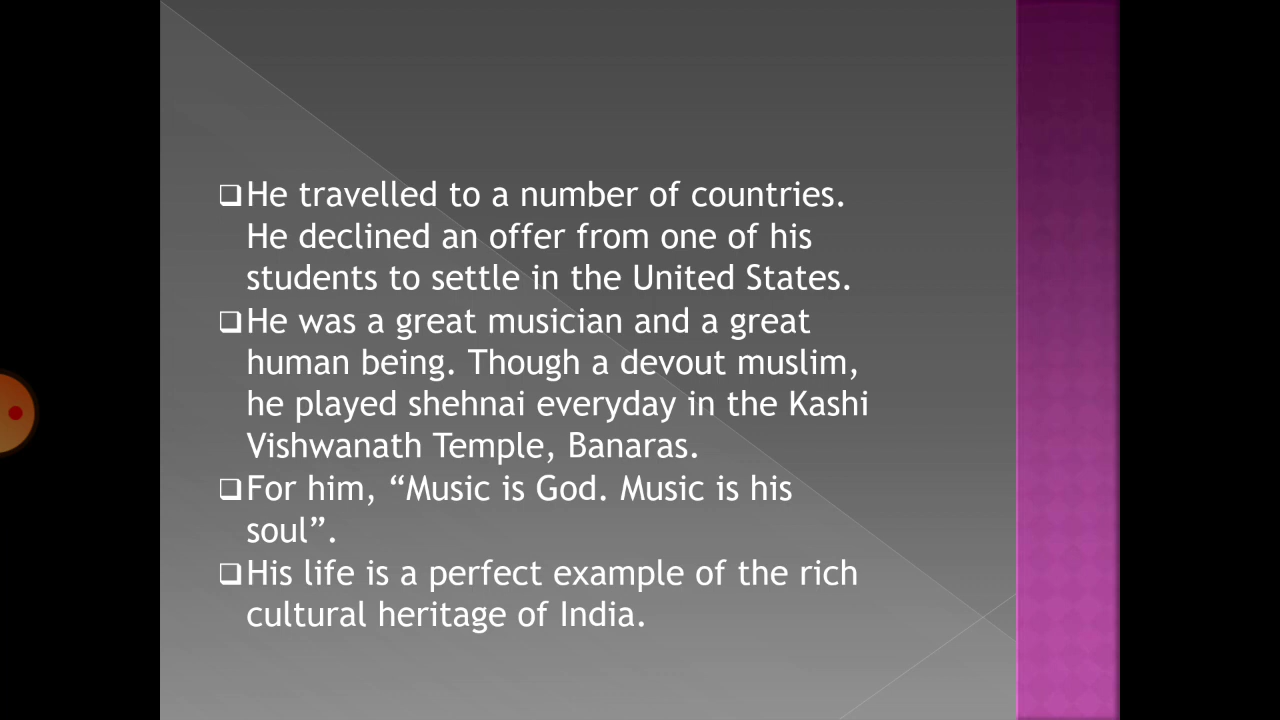 ❑He travelled to a number of countries.
He declined an offer from one of his
students to settle in the United States.
❑He was a great musician and a great
human being. Though a devout muslim,
he played shehnai everyday in the Kashi
Vishwanath Temple, Banaras.
❑For him, “Music is God. Music is his
soul”.
❑His life is a perfect example of the rich
cultural heritage of India.